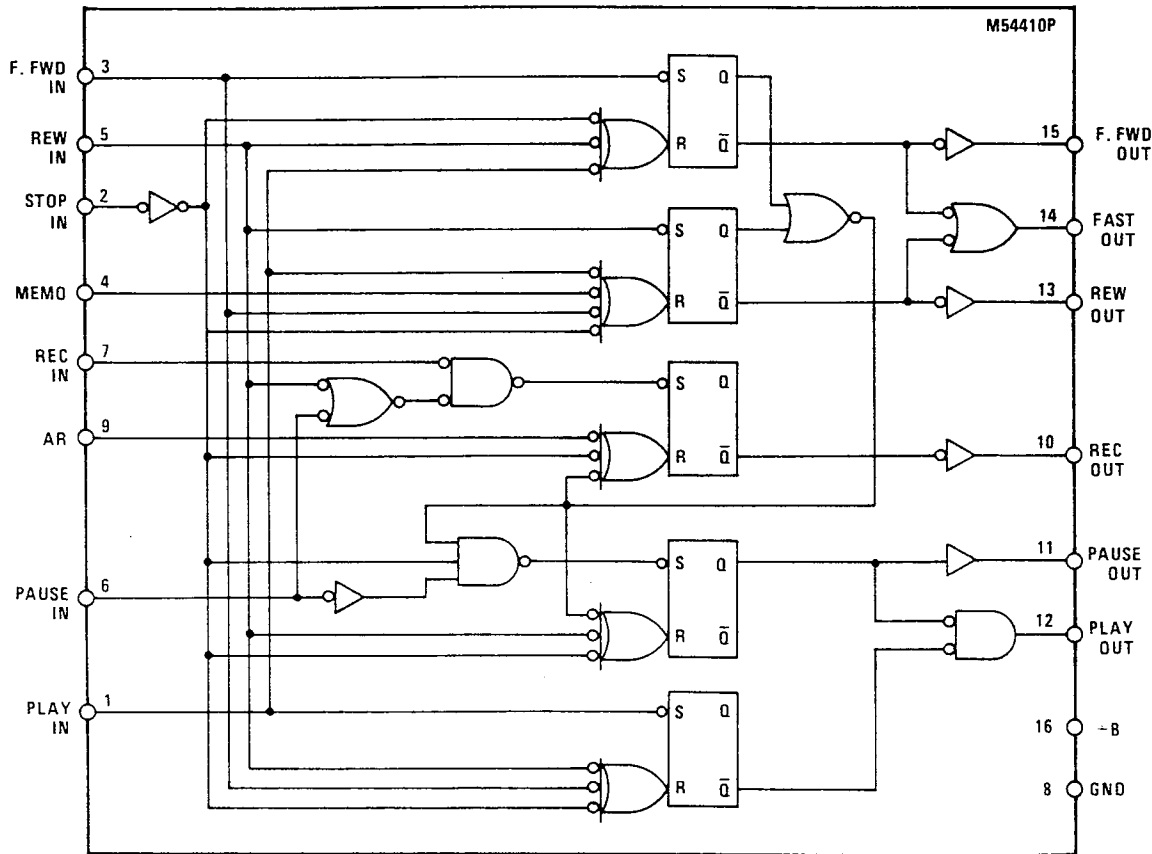 M54410P
F. FWD
IN
3
REW
IN
5
STOP
IN
2
MEMO
4
REC
IN
7
AR
9
PAUSE
IN
6
PLAY
IN
1
S Q
R Q̅
S Q
R Q̅
S Q
R Q̅
S Q
R Q̅
S Q
R Q̅
15 F. FWD
OUT
14 FAST
OUT
13 REW
OUT
10 REC
OUT
11 PAUSE
OUT
12 PLAY
OUT
16 -B
8 GND